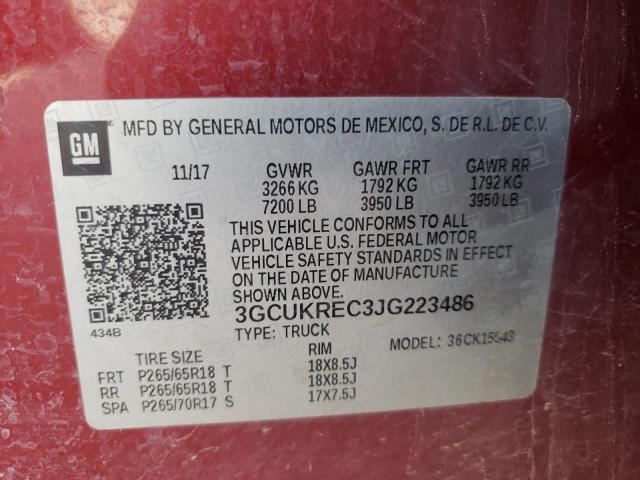 GM MFD BY GENERAL MOTORS DE MEXICO, S. DE R.L. DE C.V.
11/17 GVWR GAWR FRT GAWR RR
3266 KG 1792 KG 1792 KG
7200 LB 3950 LB 3950 LB
THIS VEHICLE CONFORMS TO ALL
APPLICABLE U.S. FEDERAL MOTOR
VEHICLE SAFETY STANDARDS IN EFFECT
ON THE DATE OF MANUFACTURE
SHOWN ABOVE.
434B 3GCUKREC3JG223486
TYPE: TRUCK MODEL: 36CK15543
TIRE SIZE RIM
FRT P265/65R18 T 18X8.5J
RR P265/65R18 T 18X8.5J
SPA P265/70R17 S 17X7.5J